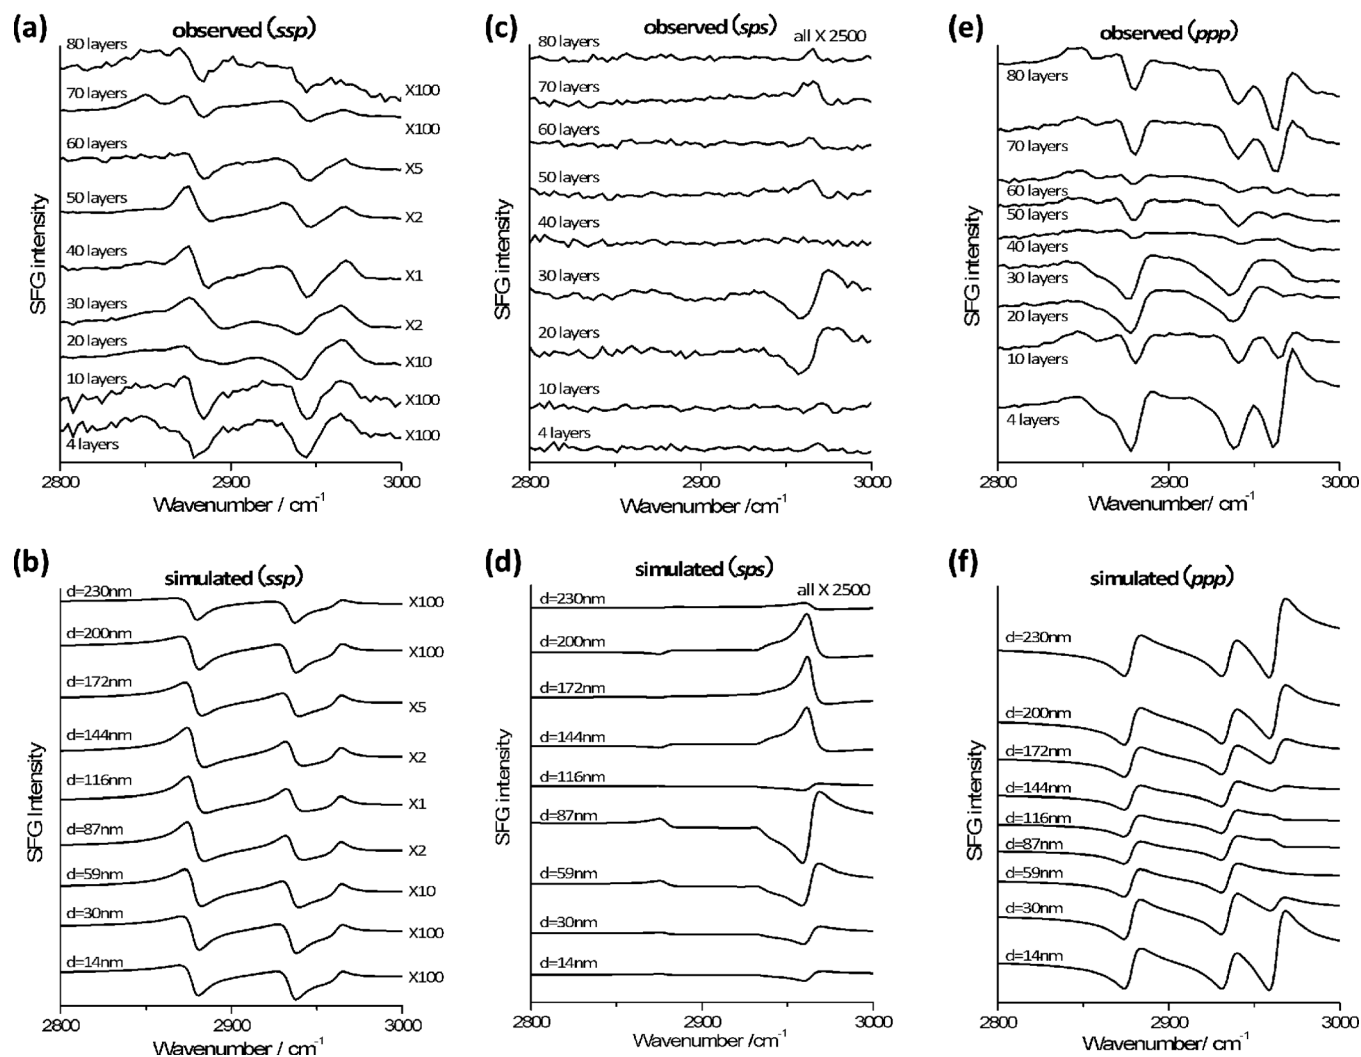 (a)
observed (ssp)
80 layers
X100
70 layers
X100
60 layers
X5
50 layers
X2
40 layers
X1
30 layers
X2
20 layers
X10
10 layers
X100
4 layers
X100
SFG intensity
2800 2900 3000
Wavenumber / cm⁻¹
(c)
observed (sps)
all X 2500
80 layers
70 layers
60 layers
50 layers
40 layers
30 layers
20 layers
10 layers
4 layers
SFG intensity
2800 2900 3000
Wavenumber /cm⁻¹
(e)
observed (ppp)
80 layers
70 layers
60 layers
50 layers
40 layers
30 layers
20 layers
10 layers
4 layers
SFG intensity
2800 2900 3000
Wavenumber/ cm⁻¹
(b)
simulated (ssp)
d=230nm
X100
d=200nm
X100
d=172nm
X5
d=144nm
X2
d=116nm
X1
d=87nm
X2
d=59nm
X10
d=30nm
X100
d=14nm
X100
SFG Intensity
2800 2900 3000
Wavenumber / cm⁻¹
(d)
simulated (sps)
all X 2500
d=230nm
d=200nm
d=172nm
d=144nm
d=116nm
d=87nm
d=59nm
d=30nm
d=14nm
SFG intensity
2800 2900 3000
Wavenumber /cm⁻¹
(f)
simulated (ppp)
d=230nm
d=200nm
d=172nm
d=144nm
d=116nm
d=87nm
d=59nm
d=30nm
d=14nm
SFG intensity
2800 2900 3000
Wavenumber/ cm⁻¹